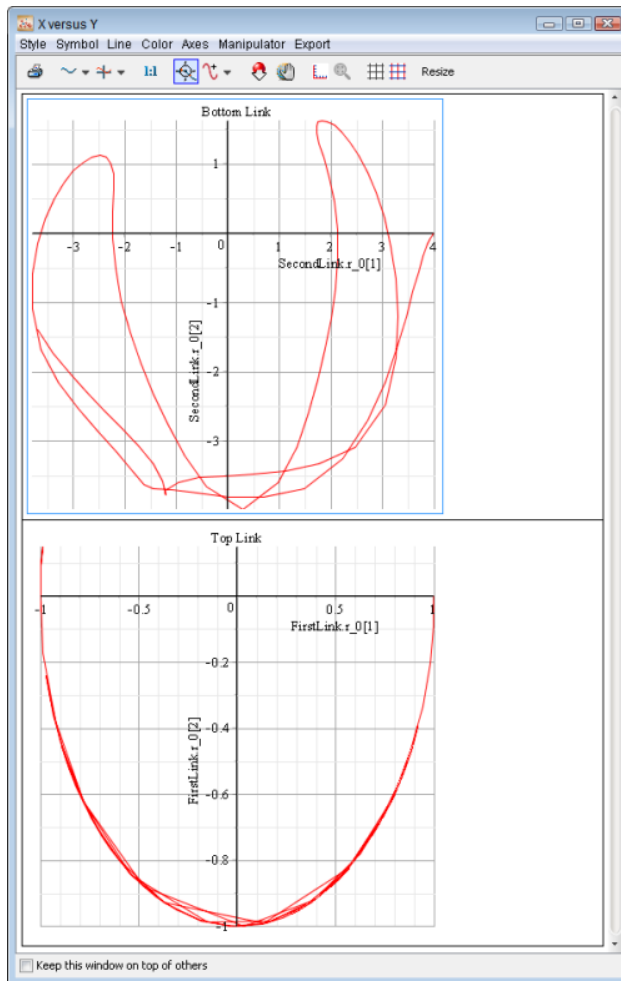 X versus Y
Style Symbol Line Color Axes Manipulator Export
1:1 Resize
Bottom Link
1
-3 -2 -1 0 1 2 3 4
SecondLink.r_0[1]
-1
SecondLink.r_0[2]
-2
-3
Top Link
-1 -0.5 0 0.5 1
FirstLink.r_0[1]
-0.2
FirstLink.r_0[2]
-0.4
-0.6
-0.8
-1
Keep this window on top of others